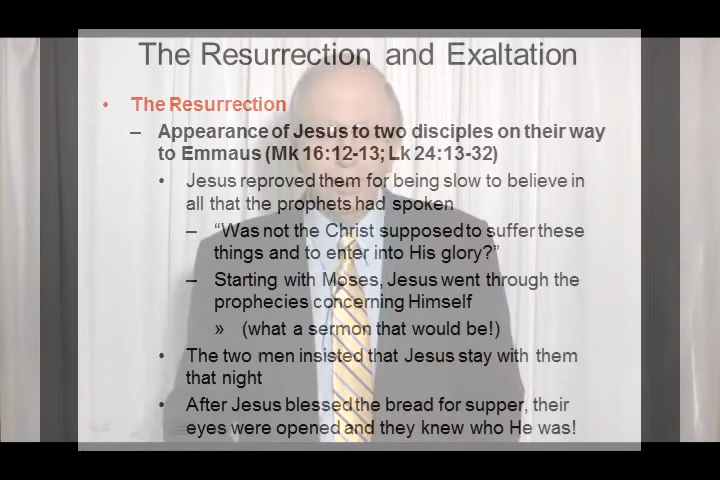 The Resurrection and Exaltation
• The Resurrection
– Appearance of Jesus to two disciples on their way
to Emmaus (Mk 16:12-13; Lk 24:13-32)
• Jesus reproved them for being slow to believe in
all that the prophets had spoken
– “Was not the Christ supposed to suffer these
things and to enter into His glory?”
– Starting with Moses, Jesus went through the
prophecies concerning Himself
» (what a sermon that would be!)
• The two men insisted that Jesus stay with them
that night
• After Jesus blessed the bread for supper, their
eyes were opened and they knew who He was!